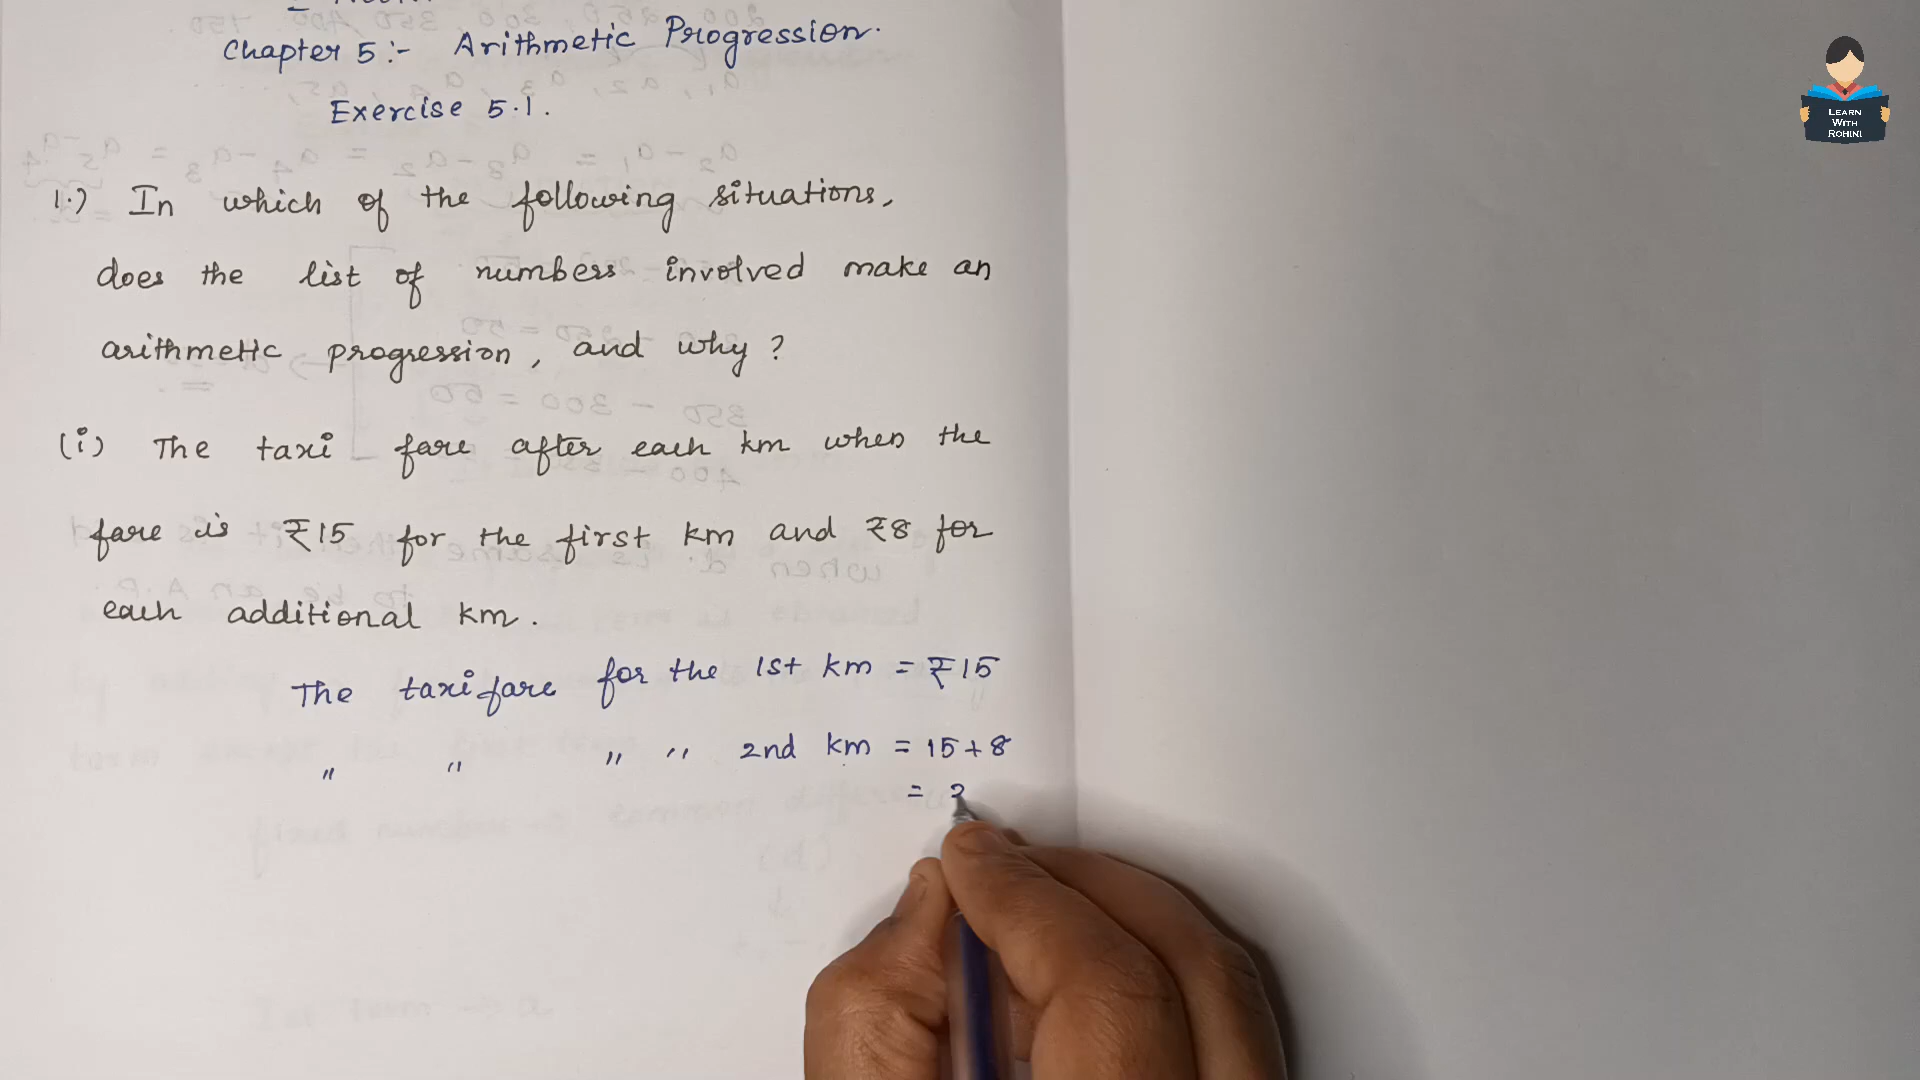 Chapter 5:- Arithmetic Progression.
Exercise 5.1.
1.) In which of the following situations,
does the list of numbers involved make an
arithmetic progression, and why?
(i) The taxi fare after each km when the
fare is ₹15 for the first km and ₹8 for
each additional km.
The taxi fare for the 1st km = ₹15
" " " " 2nd km = 15+8
= 2
LEARN
WITH
ROHINI